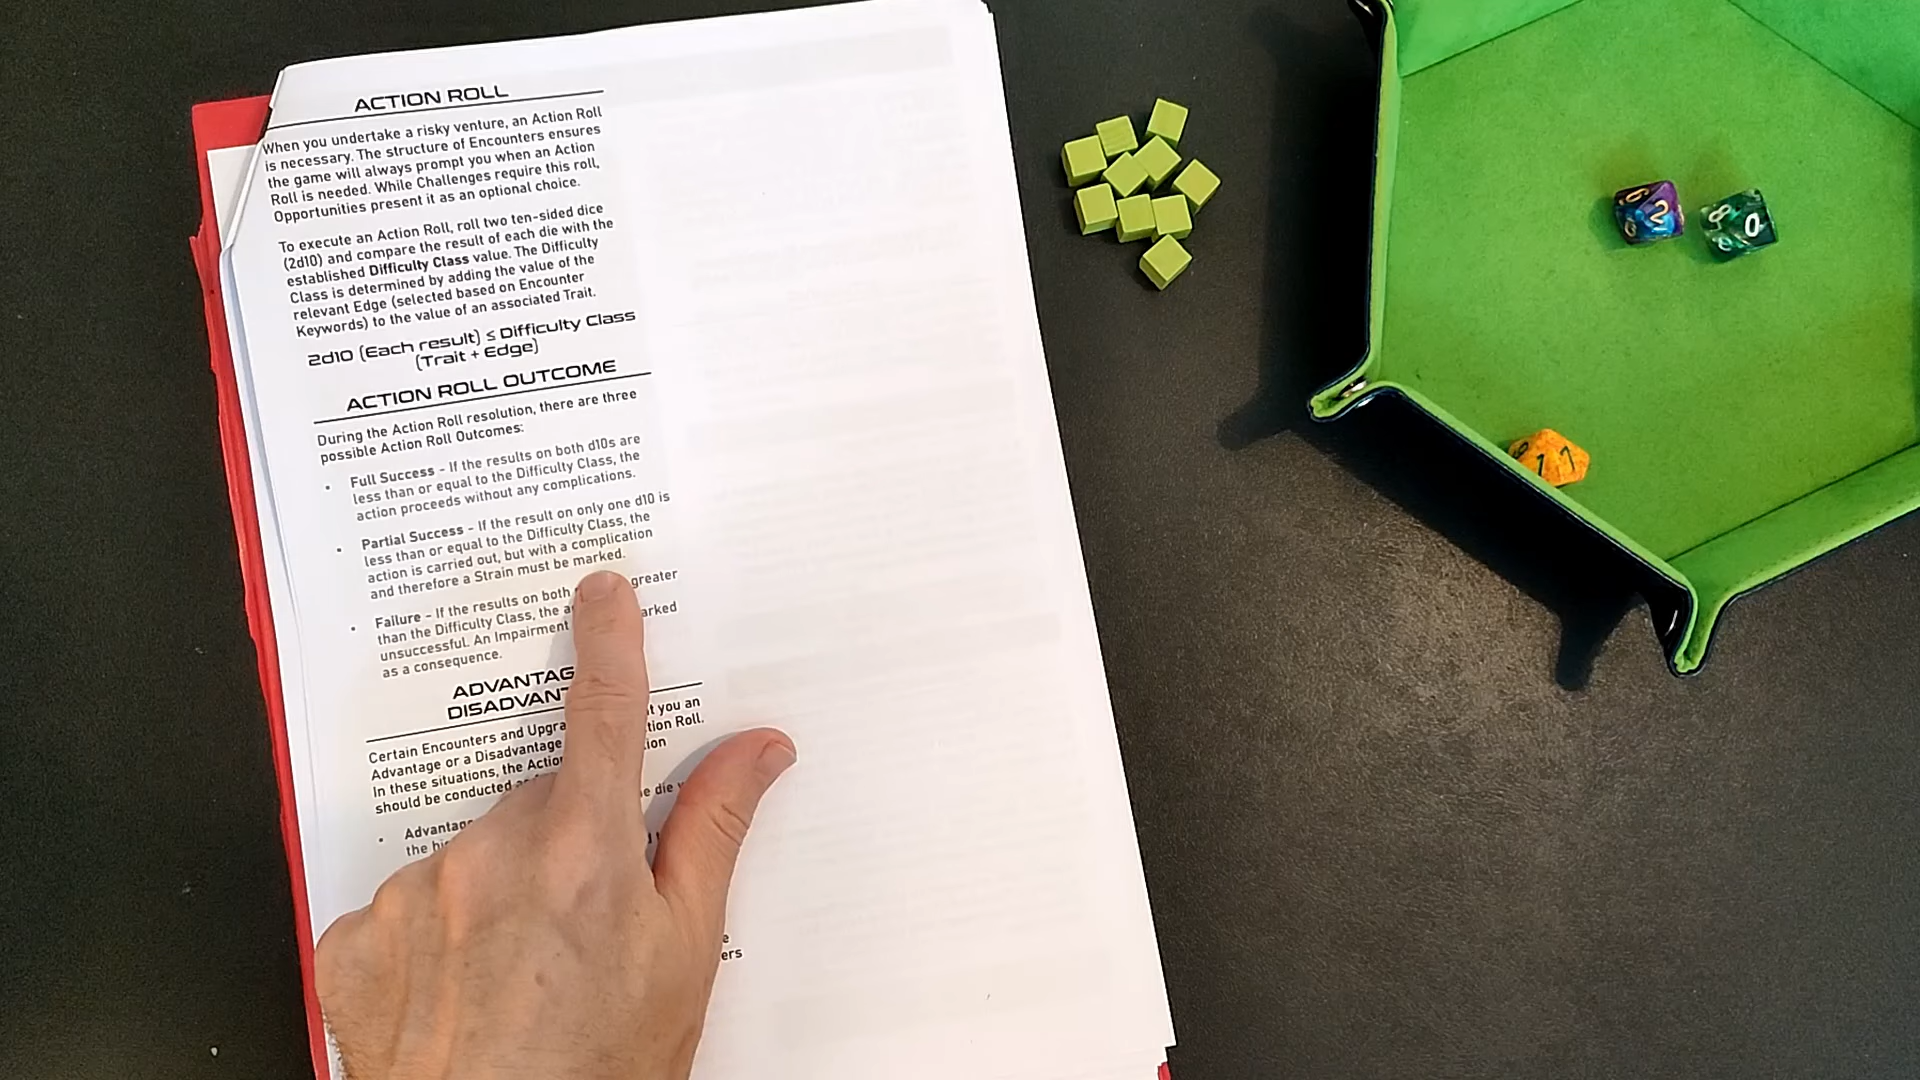 ACTION ROLL
When you undertake a risky venture, an Action Roll
is necessary. The structure of Encounters ensures
the game will always prompt you when an Action
Roll is needed. While Challenges require this roll,
Opportunities present it as an optional choice.
To execute an Action Roll, roll two ten-sided dice
(2d10) and compare the result of each die with the
established Difficulty Class value. The Difficulty
Class is determined by adding the value of the
relevant Edge (selected based on Encounter
Keywords) to the value of an associated Trait.
2d10 (Each result) ≤ Difficulty Class
(Trait + Edge)
ACTION ROLL OUTCOME
During the Action Roll resolution, there are three
possible Action Roll Outcomes:
• Full Success - If the results on both d10s are
less than or equal to the Difficulty Class, the
action proceeds without any complications.
• Partial Success - If the result on only one d10 is
less than or equal to the Difficulty Class, the
action is carried out, but with a complication
and therefore a Strain must be marked.
• Failure - If the results on both greater
than the Difficulty Class, the
unsuccessful. An Impairment
as a consequence.
Certain Encounters and you an
Advantage or a Disadvantage Roll.
In these situations, the
should be conducted die
• the
2
0
8
1 1